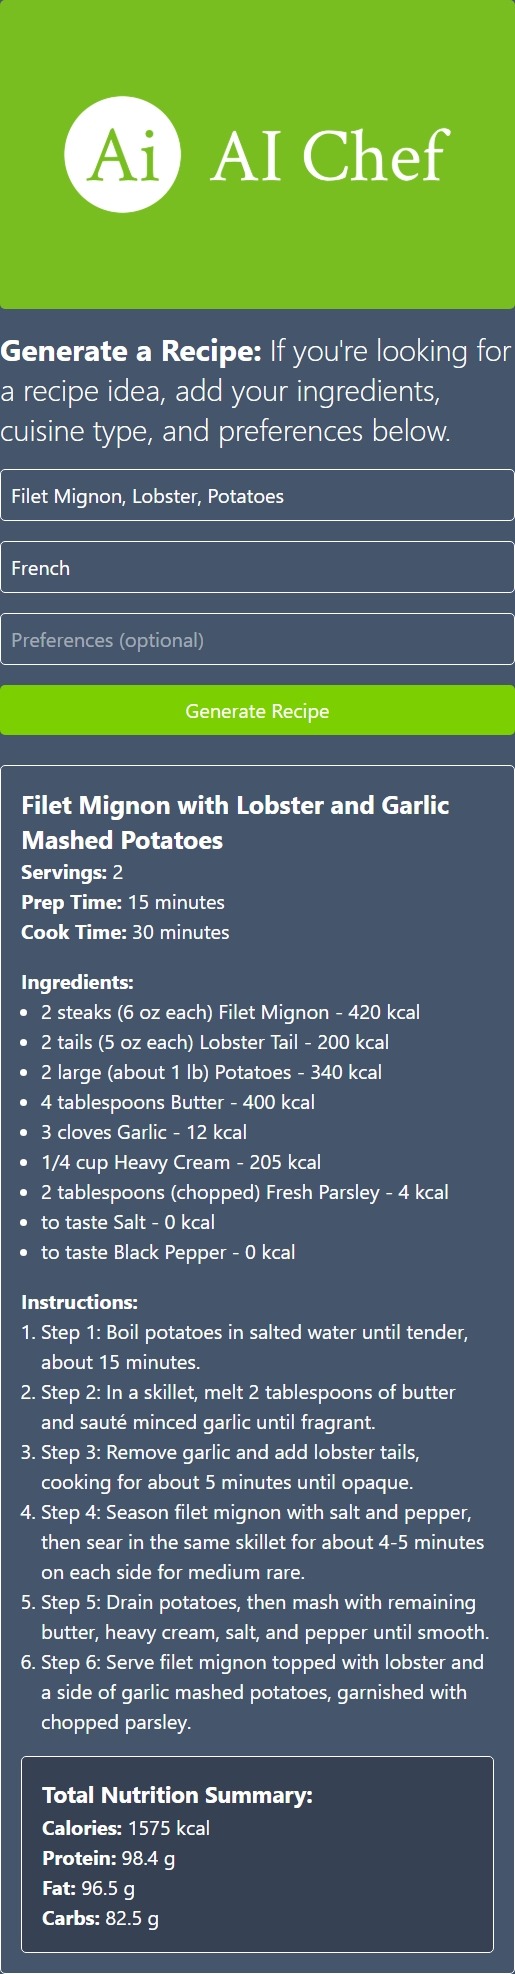 Ai AI Chef
Generate a Recipe: If you're looking for
a recipe idea, add your ingredients,
cuisine type, and preferences below.
Filet Mignon, Lobster, Potatoes
French
Preferences (optional)
Generate Recipe
Filet Mignon with Lobster and Garlic
Mashed Potatoes
Servings: 2
Prep Time: 15 minutes
Cook Time: 30 minutes
Ingredients:
• 2 steaks (6 oz each) Filet Mignon - 420 kcal
• 2 tails (5 oz each) Lobster Tail - 200 kcal
• 2 large (about 1 lb) Potatoes - 340 kcal
• 4 tablespoons Butter - 400 kcal
• 3 cloves Garlic - 12 kcal
• 1/4 cup Heavy Cream - 205 kcal
• 2 tablespoons (chopped) Fresh Parsley - 4 kcal
• to taste Salt - 0 kcal
• to taste Black Pepper - 0 kcal
Instructions:
1. Step 1: Boil potatoes in salted water until tender,
about 15 minutes.
2. Step 2: In a skillet, melt 2 tablespoons of butter
and sauté minced garlic until fragrant.
3. Step 3: Remove garlic and add lobster tails,
cooking for about 5 minutes until opaque.
4. Step 4: Season filet mignon with salt and pepper,
then sear in the same skillet for about 4-5 minutes
on each side for medium rare.
5. Step 5: Drain potatoes, then mash with remaining
butter, heavy cream, salt, and pepper until smooth.
6. Step 6: Serve filet mignon topped with lobster and
a side of garlic mashed potatoes, garnished with
chopped parsley.
Total Nutrition Summary:
Calories: 1575 kcal
Protein: 98.4 g
Fat: 96.5 g
Carbs: 82.5 g